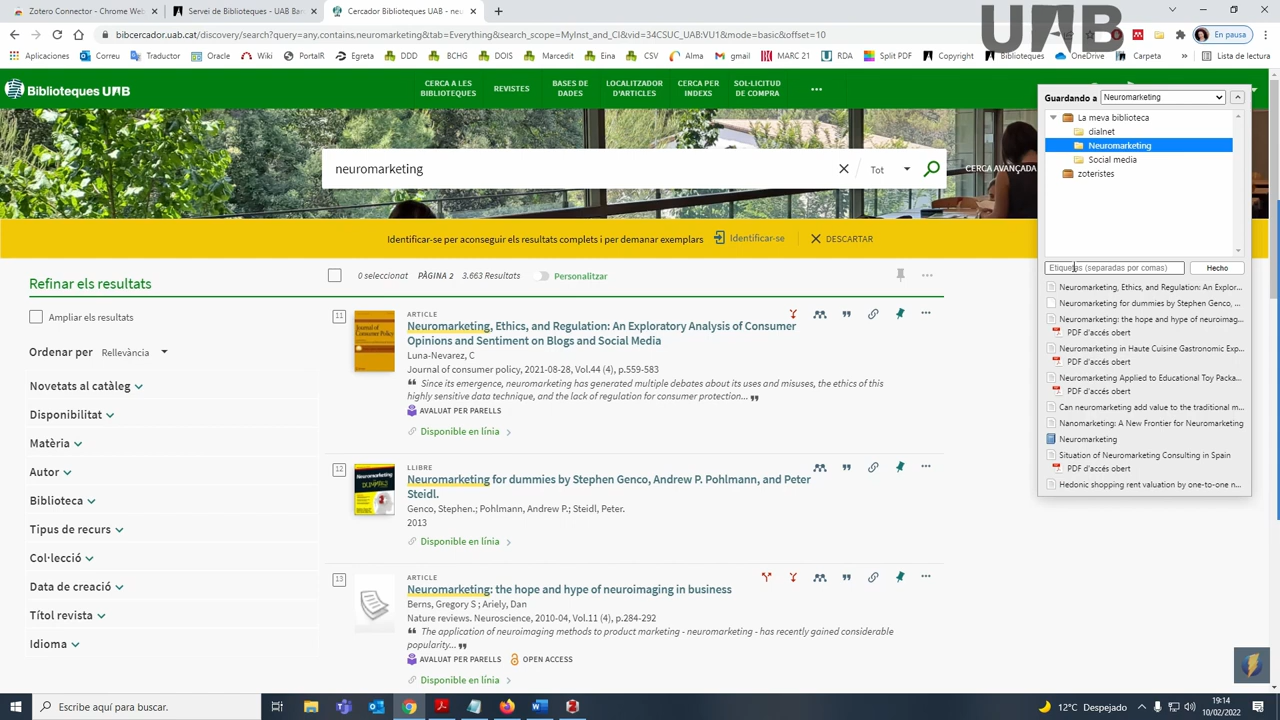 Zotero Connector - Chrome Web
Servei de Biblioteques - UAB Bar
Cercador Biblioteques UAB - neu
bibcercador.uab.cat/discovery/search?query=any,contains,neuromarketing&tab=Everything&search_scope=MyInst_and_CI&vid=34CSUC_UAB:VU1&mode=basic&offset=10
UAB
En pausa
Aplicaciones
Correu
Teams
Intra
PortalR
Google
DDD
BCHG
DOIS
Marcedit
Eina
CSV
Alma
gmail
MARC 21
RDA
Split PDF
Copyright
Biblioteques
OneDrive
Carpeta
Lista de lectura
Biblioteques UAB
CERCA A LES BIBLIOTEQUES
REVISTES
BASES DE DADES
LOCALITZADOR D'ARTICLES
CERCA PER INDEXS
SOL·LICITUD DE COMPRA
neuromarketing
Tot
CERCA AVANÇADA
Identificar-se per aconseguir els resultats complets i per demanar exemplars
Identificar-se
DESCARTAR
Refinar els resultats
Ampliar els resultats
Ordenar per Rellevància
Novetats al catàleg
Disponibilitat
Matèria
Autor
Biblioteca
Tipus de recurs
Col·lecció
Data de creació
Títol revista
Idioma
0 seleccionat PÀGINA 2 3.663 Resultats
Personalitzar
11
ARTICLE
Neuromarketing, Ethics, and Regulation: An Exploratory Analysis of Consumer
Opinions and Sentiment on Blogs and Social Media
Luna-Nevarez, C
Journal of consumer policy, 2021-08-28, Vol.44 (4), p.559-583
Since its emergence, neuromarketing has generated multiple debates about its uses and misuses, the ethics of this
highly sensitive data technique, and the lack of regulation for consumer protection...
AVALUAT PER PARELLS
Disponible en línia
12
LLIBRE
Neuromarketing for dummies by Stephen Genco, Andrew P. Pohlmann, and Peter
Steidl.
Genco, Stephen.; Pohlmann, Andrew P.; Steidl, Peter.
2013
Disponible en línia
13
ARTICLE
Neuromarketing: the hope and hype of neuroimaging in business
Berns, Gregory S ; Ariely, Dan
Nature reviews. Neuroscience, 2010-04, Vol.11 (4), p.284-292
The application of neuroimaging methods to product marketing - neuromarketing - has recently gained considerable
popularity...
AVALUAT PER PARELLS
OPEN ACCESS
Disponible en línia
Guardando a
Neuromarketing
La meva biblioteca
dialnet
Neuromarketing
Social media
zoteristes
Etiquetas (separadas por comas)
Hecho
Neuromarketing, Ethics, and Regulation: An Explor...
Neuromarketing for dummies by Stephen Genco, ...
Neuromarketing: the hope and hype of neuroimag...
PDF d'accés obert
Neuromarketing in Haute Cuisine Gastronomic Exp...
PDF d'accés obert
Neuromarketing Applied to Educational Toy Packa...
PDF d'accés obert
Can neuromarketing add value to the traditional m...
Nanomarketing: A New Frontier for Neuromarketing
Neuromarketing
Situation of Neuromarketing Consulting in Spain
PDF d'accés obert
Hedonic shopping rent valuation by one-to-one n...
Escribe aquí para buscar.
12°C Despejado
19:14
10/02/2022